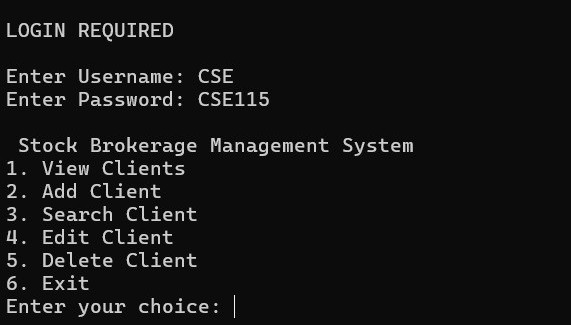 LOGIN REQUIRED
Enter Username: CSE
Enter Password: CSE115
Stock Brokerage Management System
1. View Clients
2. Add Client
3. Search Client
4. Edit Client
5. Delete Client
6. Exit
Enter your choice: